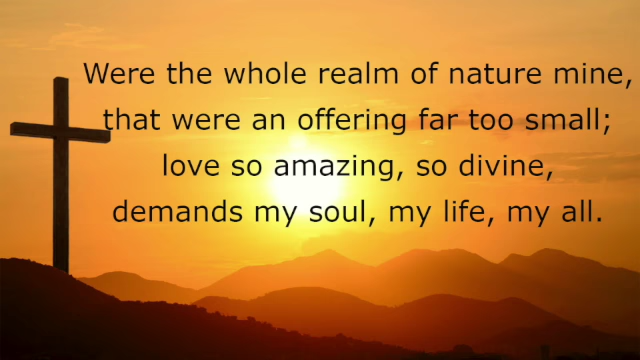 Were the whole realm of nature mine,
that were an offering far too small;
love so amazing, so divine,
demands my soul, my life, my all.